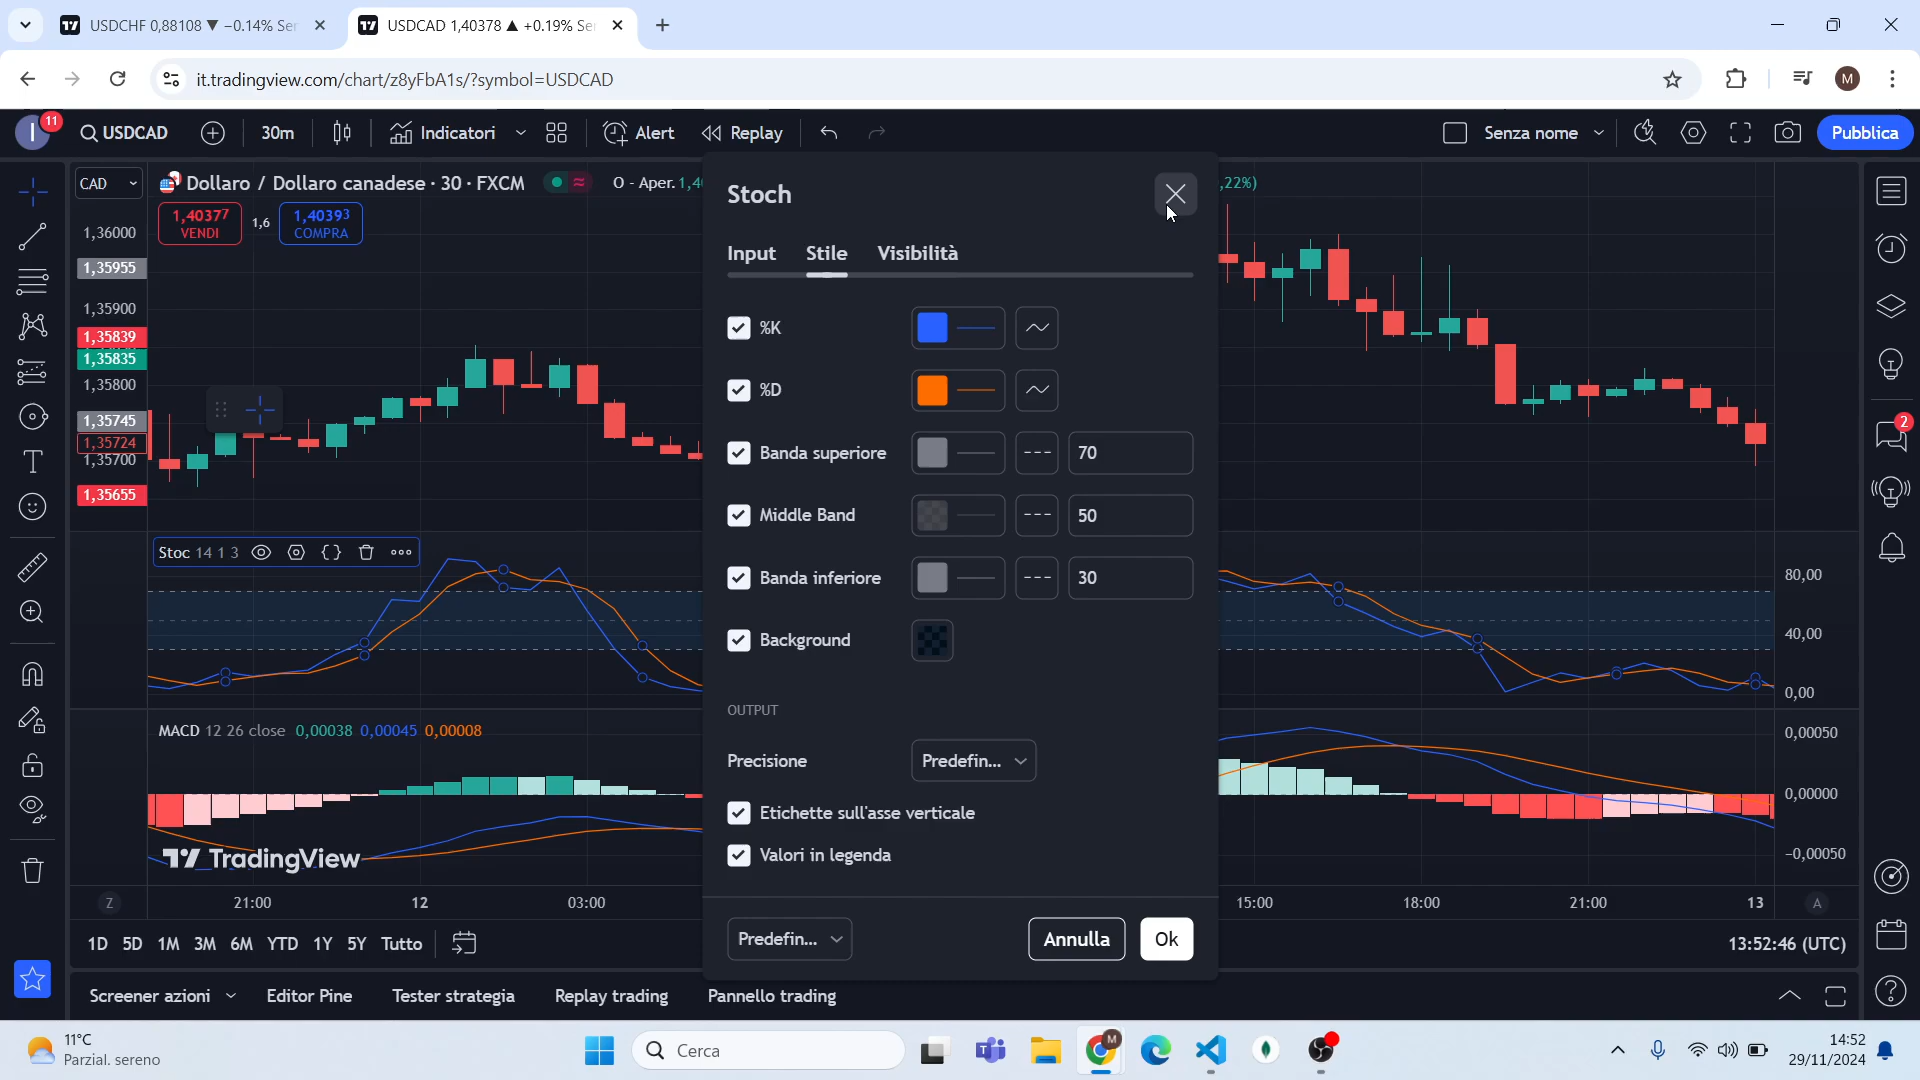 USDCHF 0,88108 ▼ −0.14% Ser
USDCAD 1,40378 ▲ +0.19% Se
it.tradingview.com/chart/z8yFbA1s/?symbol=USDCAD
M
I
11
USDCAD
30m
Indicatori
Alert
Replay
Senza nome
Pubblica
CAD
Dollaro / Dollaro canadese · 30 · FXCM
O - Aper. 1,40
,22%)
1,40377
VENDI
1,6
1,40393
COMPRA
1,36000
1,35955
1,35900
1,35839
1,35835
1,35800
1,35745
1,35724
1,35700
1,35655
Stoch
Input
Stile
Visibilità
%K
%D
Banda superiore
70
Middle Band
50
Banda inferiore
30
Background
OUTPUT
Precisione
Predefin...
Etichette sull'asse verticale
Valori in legenda
Predefin...
Annulla
Ok
Stoc 14 1 3
80,00
40,00
0,00
MACD 12 26 close 0,00038 0,00045 0,00008
0,00050
0,00000
−0,00050
TradingView
2
Z
21:00
12
03:00
15:00
18:00
21:00
13
A
1D 5D 1M 3M 6M YTD 1Y 5Y Tutto
13:52:46 (UTC)
Screener azioni
Editor Pine
Tester strategia
Replay trading
Pannello trading
11°C
Parzial. sereno
Cerca
M
14:52
29/11/2024